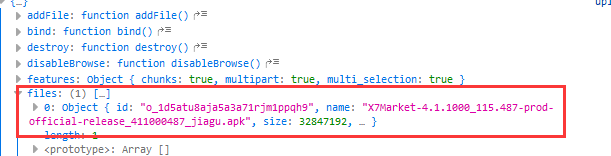 {…}
addFile: function addFile()
bind: function bind()
destroy: function destroy()
disableBrowse: function disableBrowse()
features: Object { chunks: true, multipart: true, multi_selection: true }
files: (1) […]
0: Object { id: "o_1d5atu8aja5a3a71rjm1ppqh9", name: "X7Market-4.1.1000_115.487-prod-
official-release_411000487_jiagu.apk", size: 32847192, … }
length: 1
<prototype>: Array []